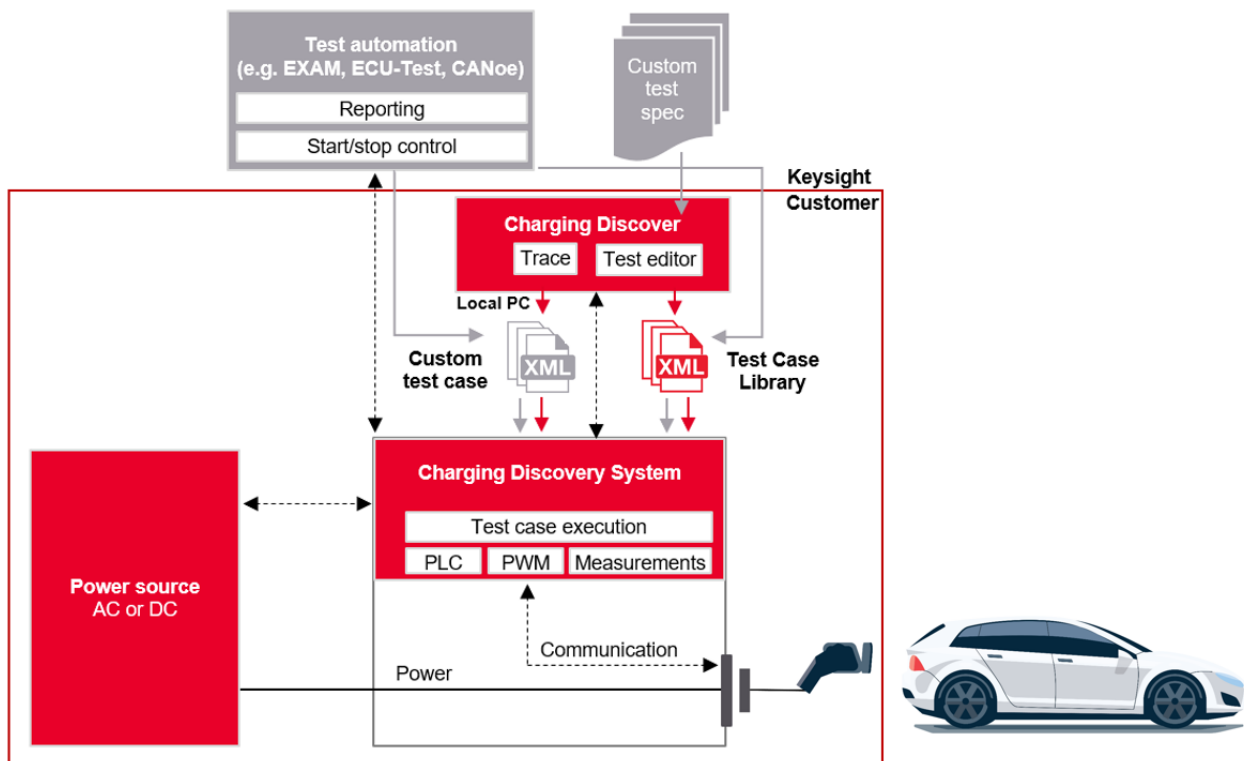 Test automation
(e.g. EXAM, ECU-Test, CANoe)
Reporting
Start/stop control
Custom
test
spec
Keysight
Customer
Charging Discover
Trace
Test editor
Local PC
Custom
test case
XML
XML
Test Case
Library
Charging Discovery System
Test case execution
PLC
PWM
Measurements
Power source
AC or DC
Communication
Power